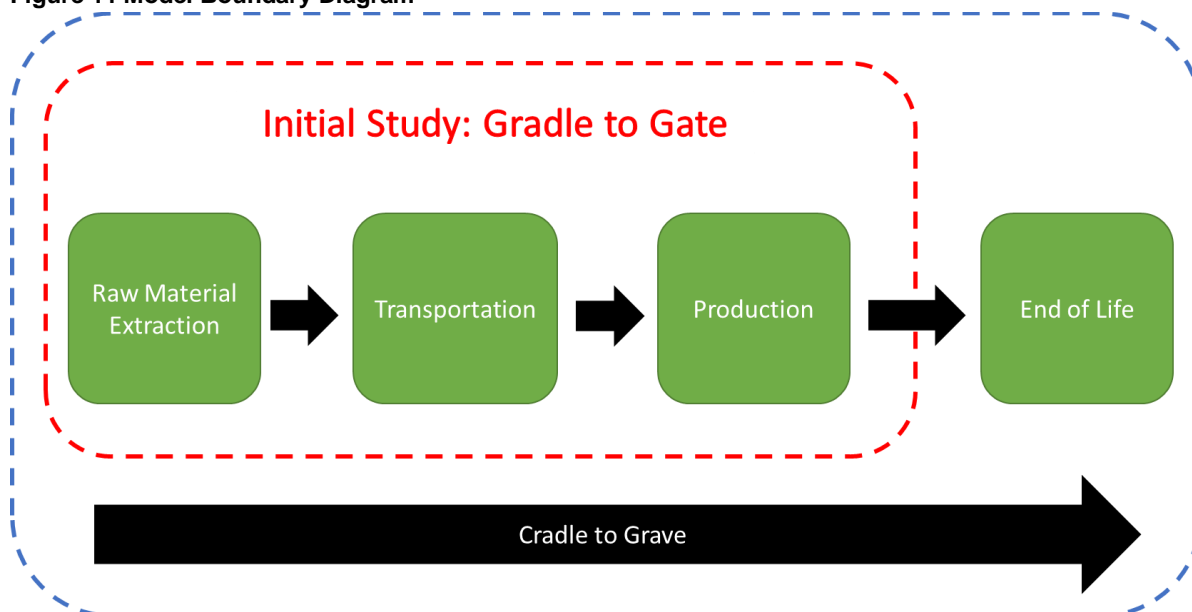 Figure Model Boundary Diagram
Initial Study: Gradle to Gate
Raw Material
Extraction
Transportation
Production
End of Life
Cradle to Grave